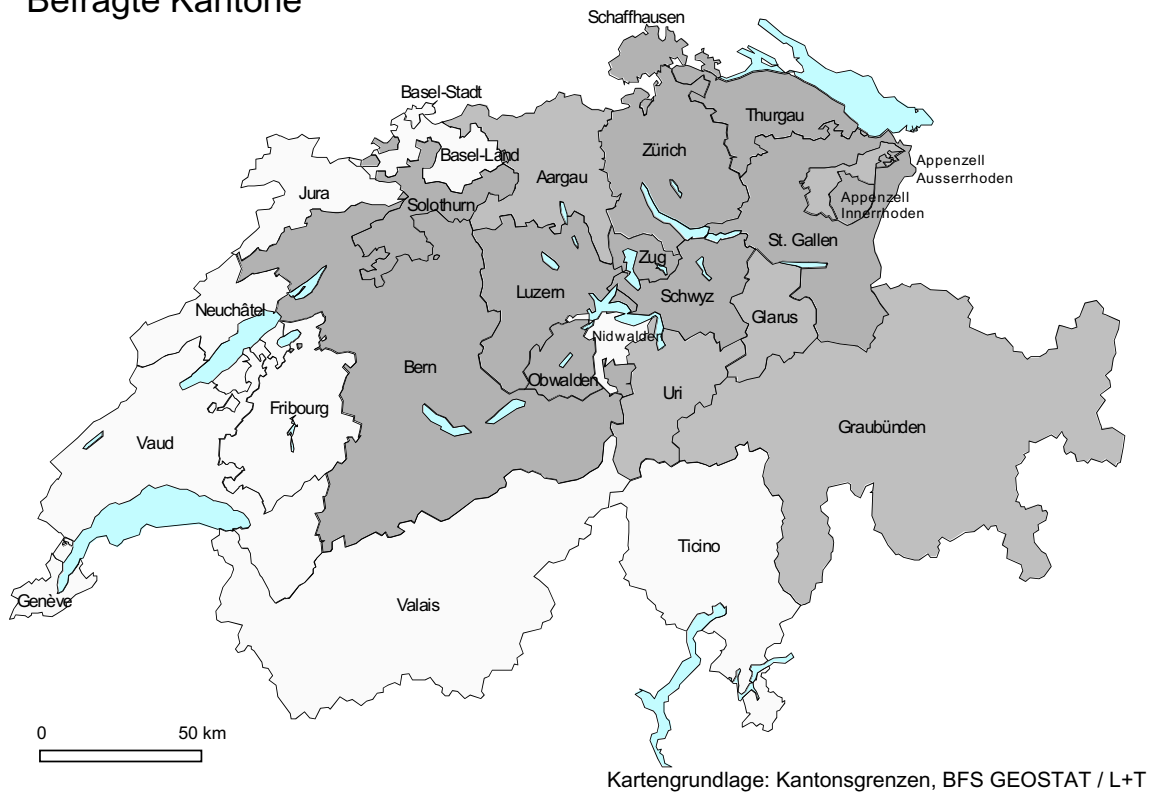 Befragte Kantone
Schaffhausen
Basel-Stadt
Thurgau
Basel-Land
Zürich
Appenzell
Ausserrhoden
Aargau
Jura
Solothurn
Appenzell
Innerrhoden
St. Gallen
Zug
Luzern
Schwyz
Neuchâtel
Glarus
Nidwalden
Bern
Obwalden
Uri
Fribourg
Graubünden
Vaud
Ticino
Genève
Valais
0 50 km
Kartengrundlage: Kantonsgrenzen, BFS GEOSTAT / L+T